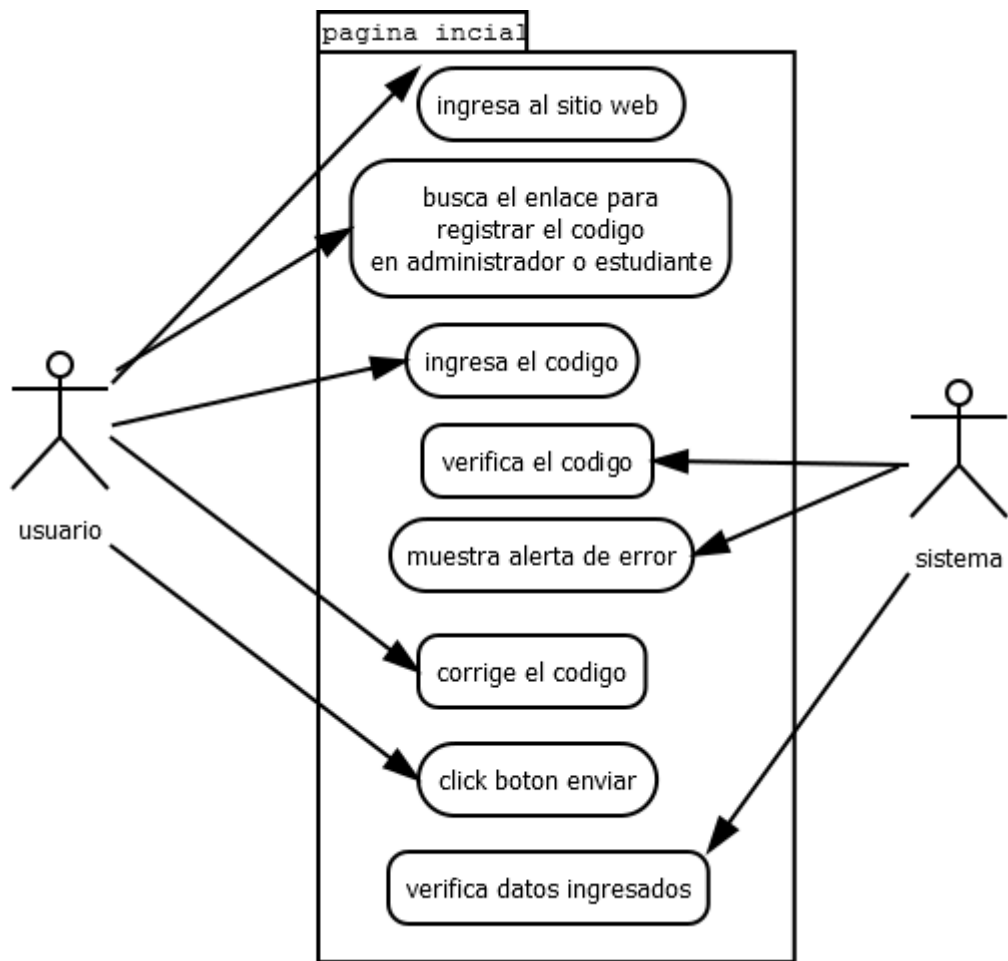 pagina incial
ingresa al sitio web
busca el enlace para
registrar el codigo
en administrador o estudiante
ingresa el codigo
verifica el codigo
usuario
muestra alerta de error
sistema
corrige el codigo
click boton enviar
verifica datos ingresados